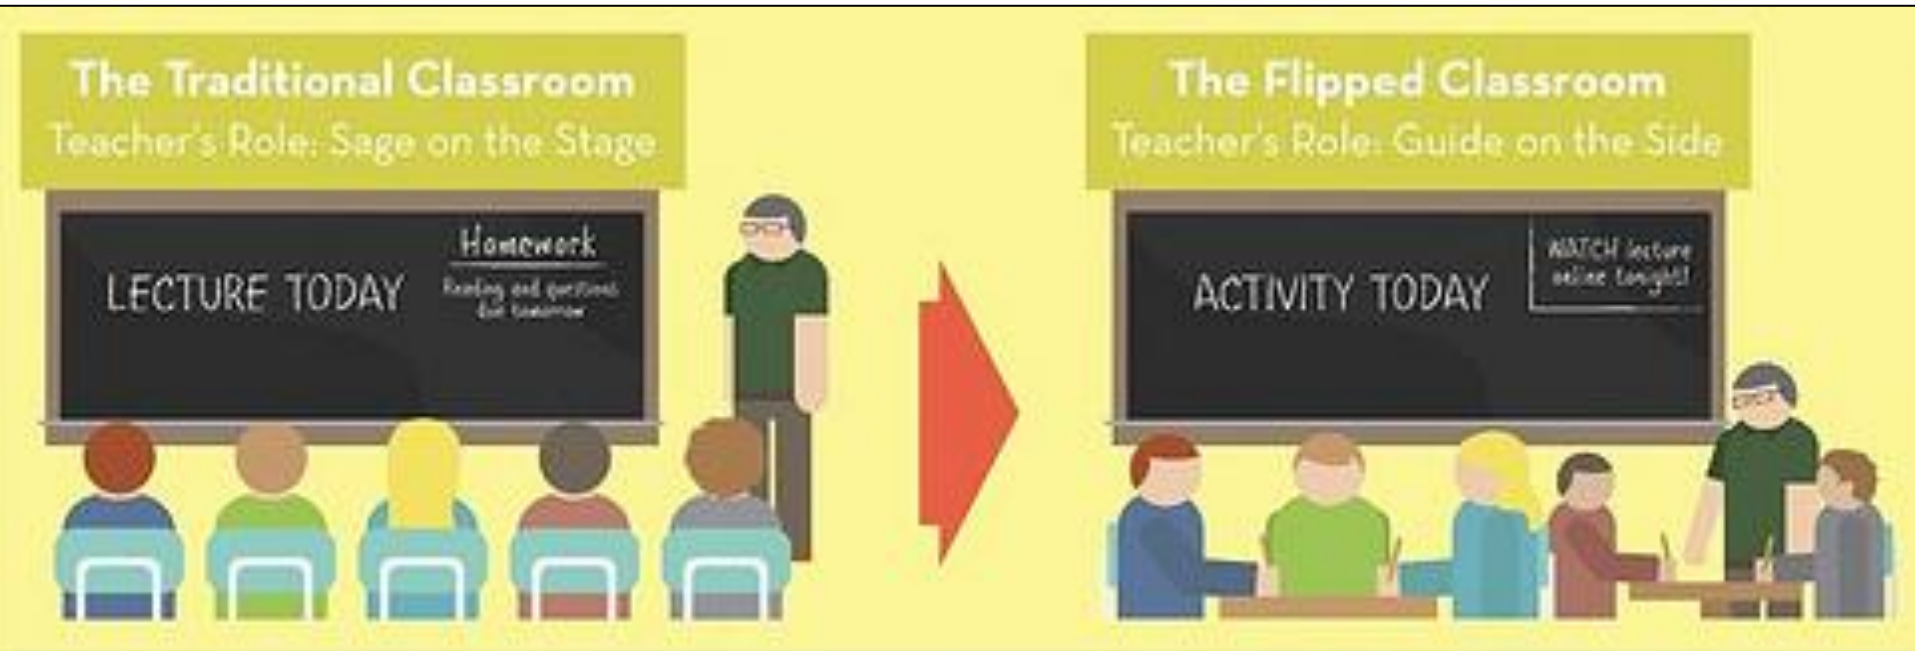 The Traditional Classroom
Teacher's Role: Sage on the Stage
LECTURE TODAY
Homework
Reading and questions
due tomorrow
The Flipped Classroom
Teacher's Role: Guide on the Side
ACTIVITY TODAY
WATCH lecture
online tonight!